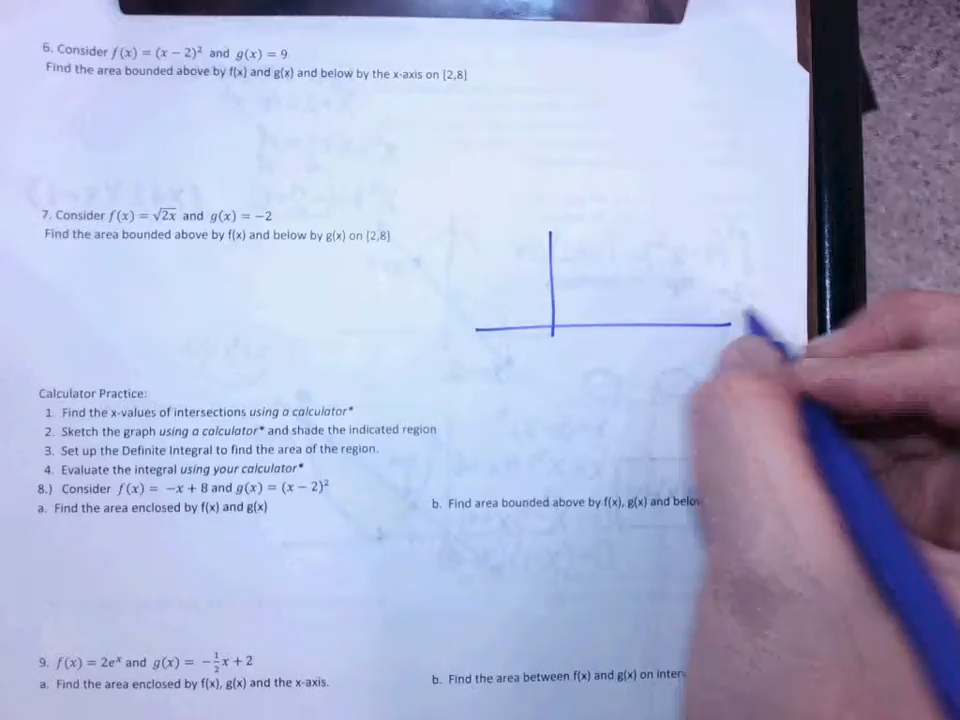 6. Consider f(x) = (x − 2)² and g(x) = 9
Find the area bounded above by f(x) and g(x) and below by the x-axis on [2,8]
7. Consider f(x) = √2x and g(x) = −2
Find the area bounded above by f(x) and below by g(x) on [2,8]
Calculator Practice:
1. Find the x-values of intersections using a calculator*
2. Sketch the graph using a calculator* and shade the indicated region
3. Set up the Definite Integral to find the area of the region.
4. Evaluate the integral using your calculator*
8.) Consider f(x) = −x + 8 and g(x) = (x − 2)²
a. Find the area enclosed by f(x) and g(x)
b. Find area bounded above by f(x), g(x) and
9. f(x) = 2eˣ and g(x) = −½x + 2
a. Find the area enclosed by f(x), g(x) and the x-axis.
b. Find the area between f(x) and g(x) on